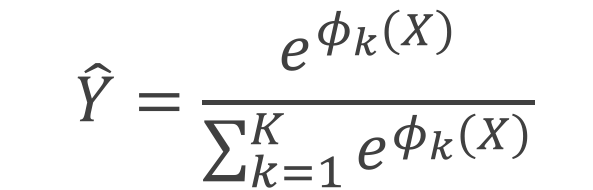 Ŷ = e^{ϕ_k(X)} / ∑_{k=1}^{K} e^{ϕ_k(X)}